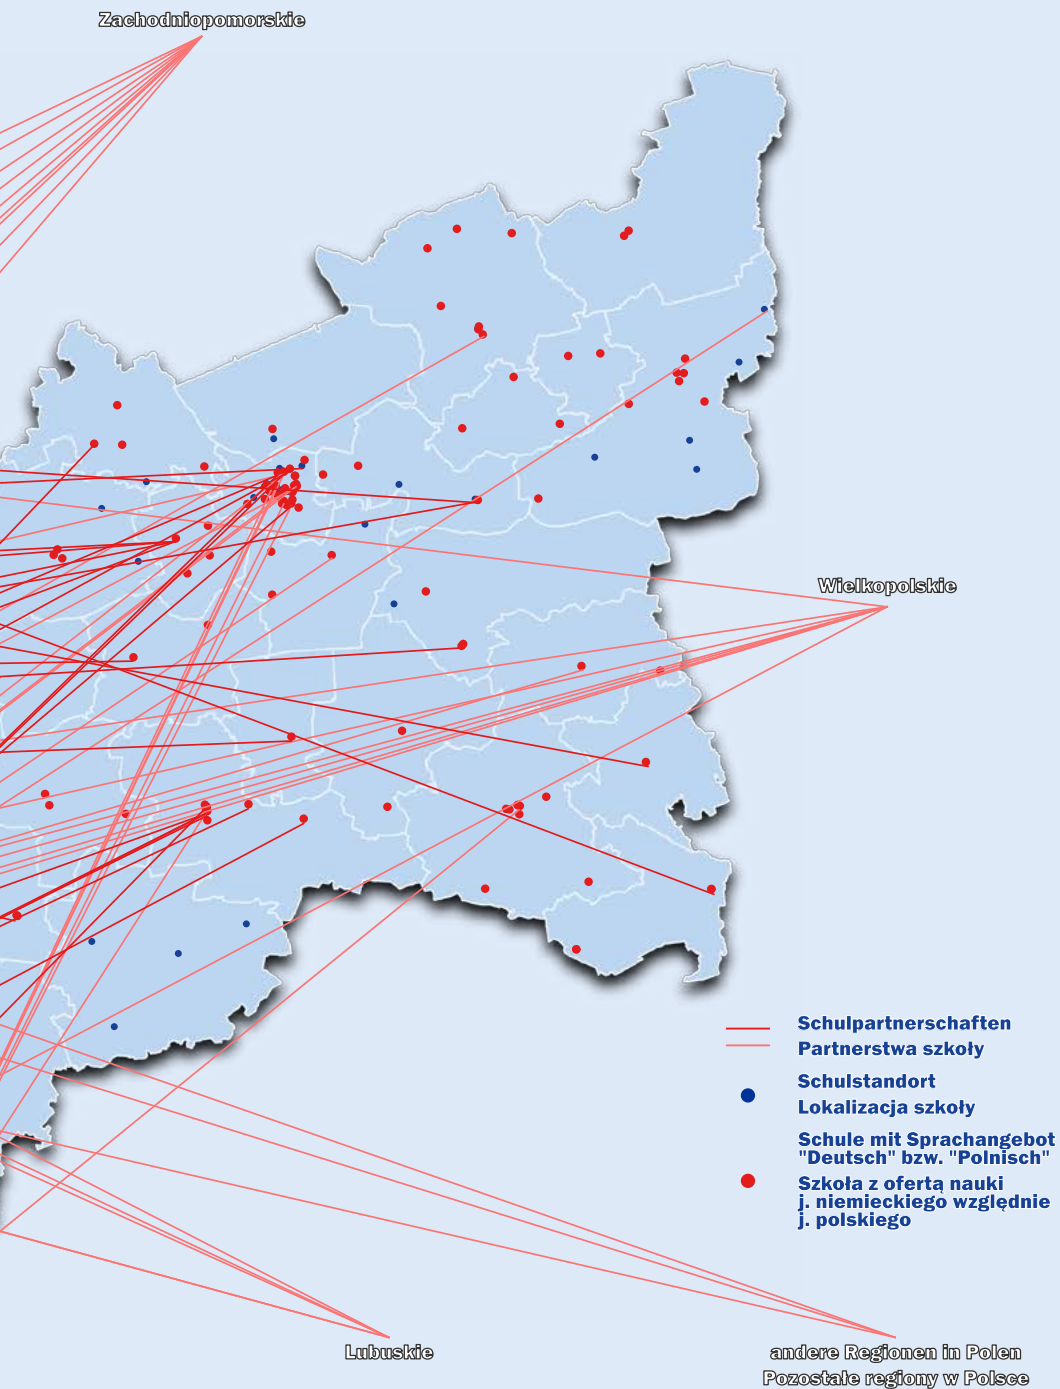 Zachodniopomorskie
Wielkopolskie
Schulpartnerschaften
Partnerstwa szkoły
Schulstandort
Lokalizacja szkoły
Schule mit Sprachangebot
"Deutsch" bzw. "Polnisch"
Szkoła z ofertą nauki
j. niemieckiego względnie
j. polskiego
Lubuskie
andere Regionen in Polen
Pozostałe regiony w Polsce